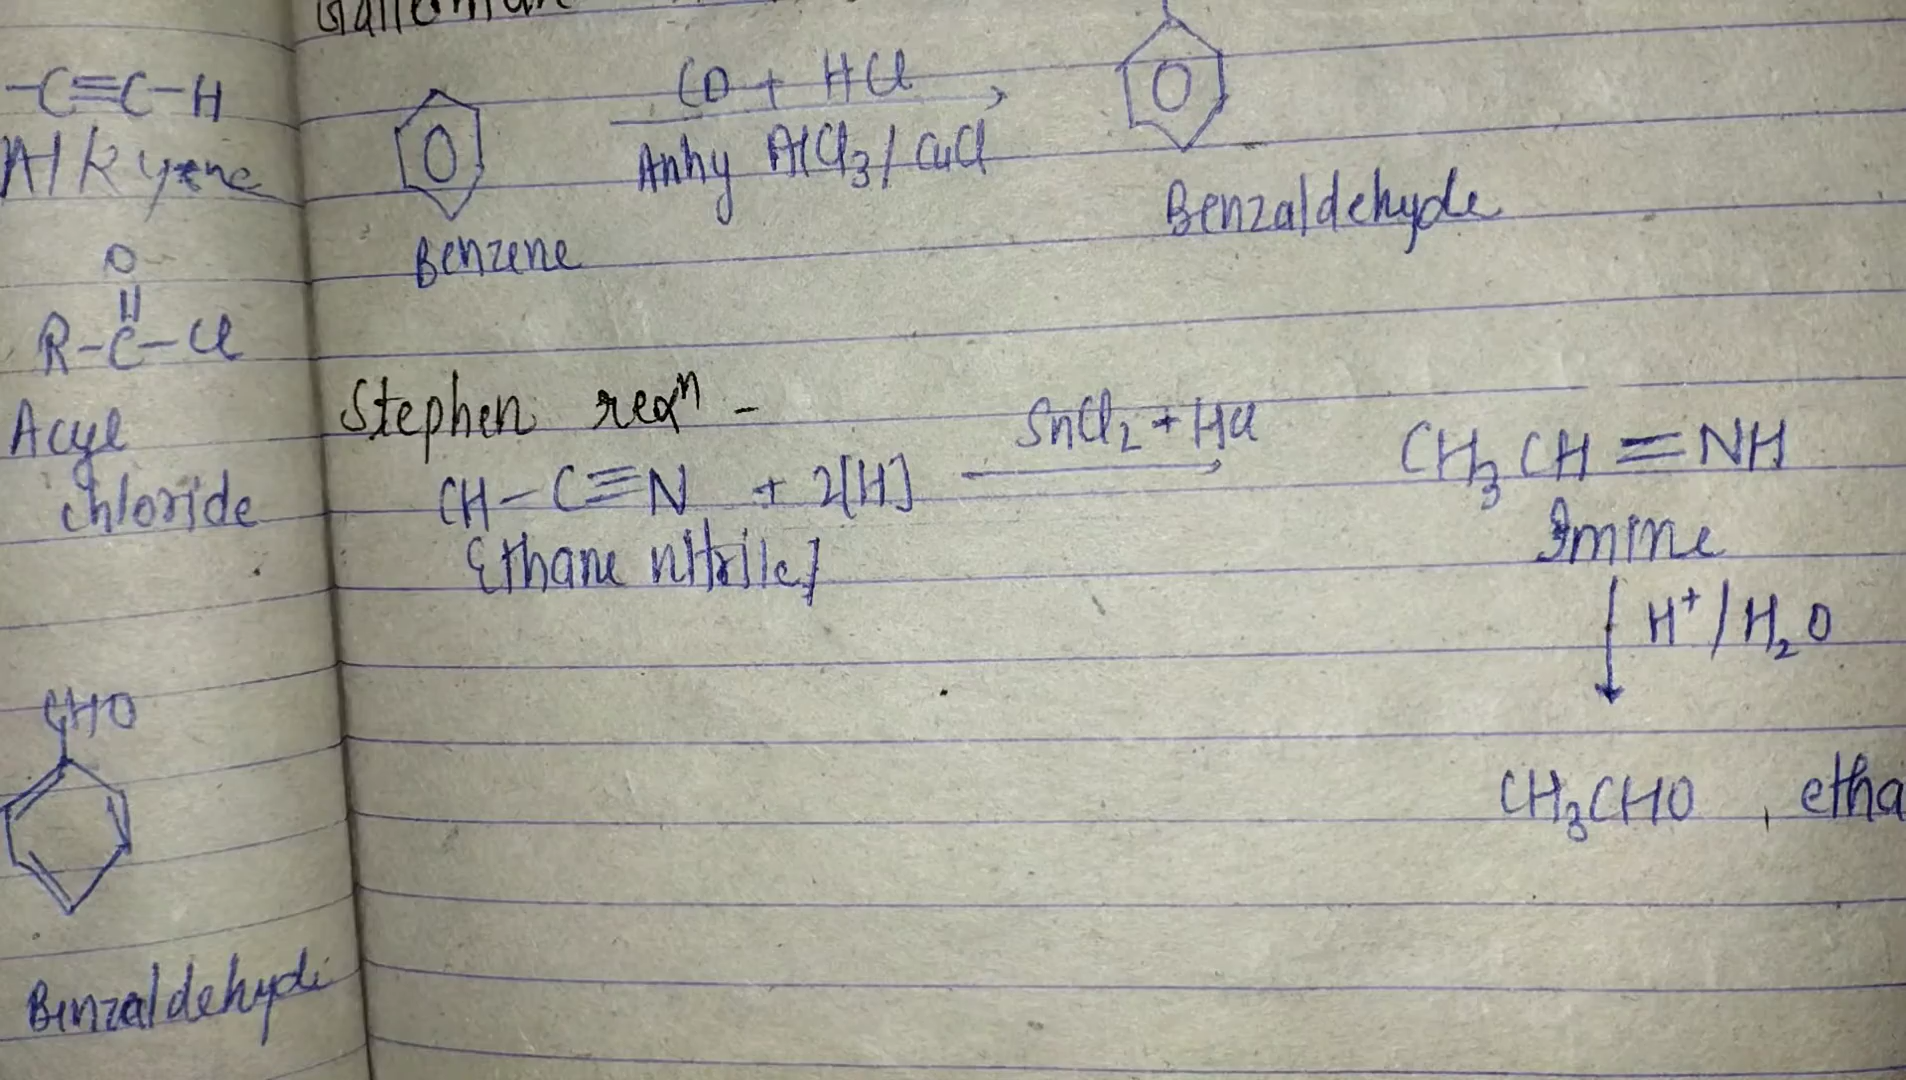 -C≡C-H
Alkyne
O
||
R-C-Cl
Acyl
chloride
CHO
Benzaldehyde
CO + HCl
Anhy AlCl3 / CuCl
Benzene
Benzaldehyde
Stephen reaxn -
CH-C≡N + 2[H]
SnCl2 + HCl
CH3CH=NH
Ethane nitrile
Imine
H+/H2O
CH3CHO , etha